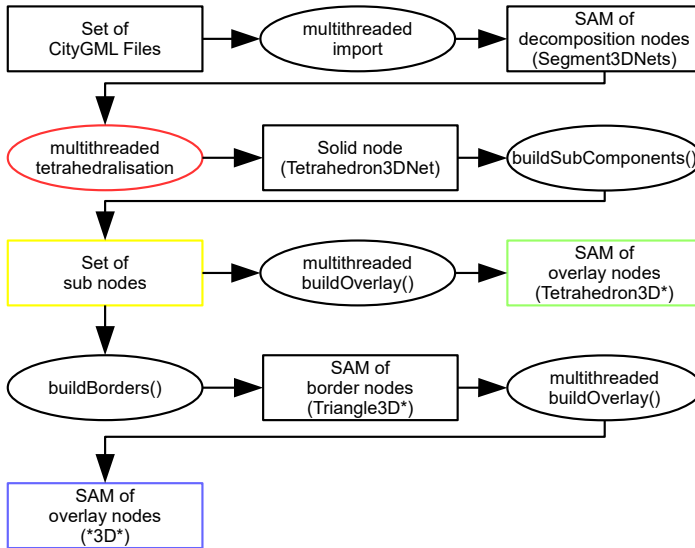 Set of
CityGML Files
multithreaded
import
SAM of
decomposition nodes
(Segment3DNets)
multithreaded
tetrahedralisation
Solid node
(Tetrahedron3DNet)
buildSubComponents()
Set of
sub nodes
multithreaded
buildOverlay()
SAM of
overlay nodes
(Tetrahedron3D*)
buildBorders()
SAM of
border nodes
(Triangle3D*)
multithreaded
buildOverlay()
SAM of
overlay nodes
(*3D*)